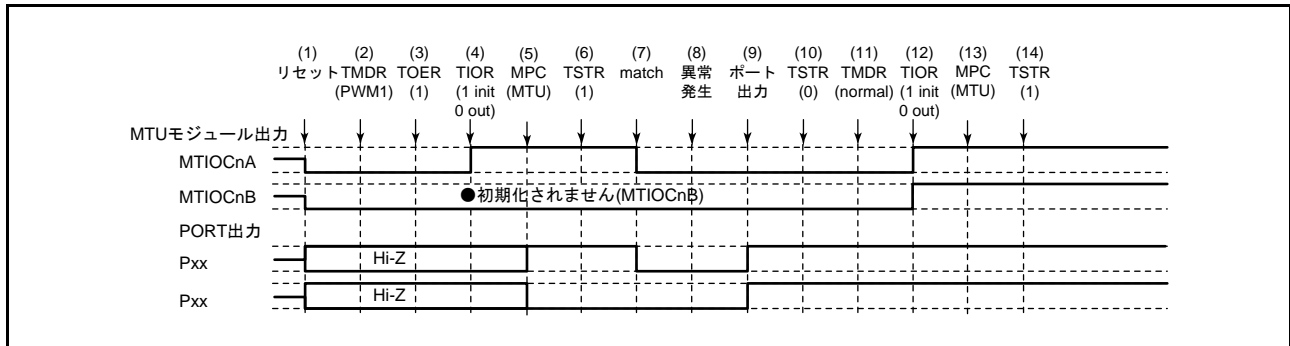 (1) (2) (3) (4) (5) (6) (7) (8) (9) (10) (11) (12) (13) (14)
リセット TMDR TOER TIOR MPC TSTR match 異常 ポート TSTR TMDR TIOR MPC TSTR
(PWM1) (1) (1 init (MTU) (1) 発生 出力 (0) (normal) (1 init (MTU) (1)
0 out) 0 out)
MTUモジュール出力
MTIOCnA
MTIOCnB ●初期化されません(MTIOCnB)
PORT出力
Pxx Hi-Z
Pxx Hi-Z